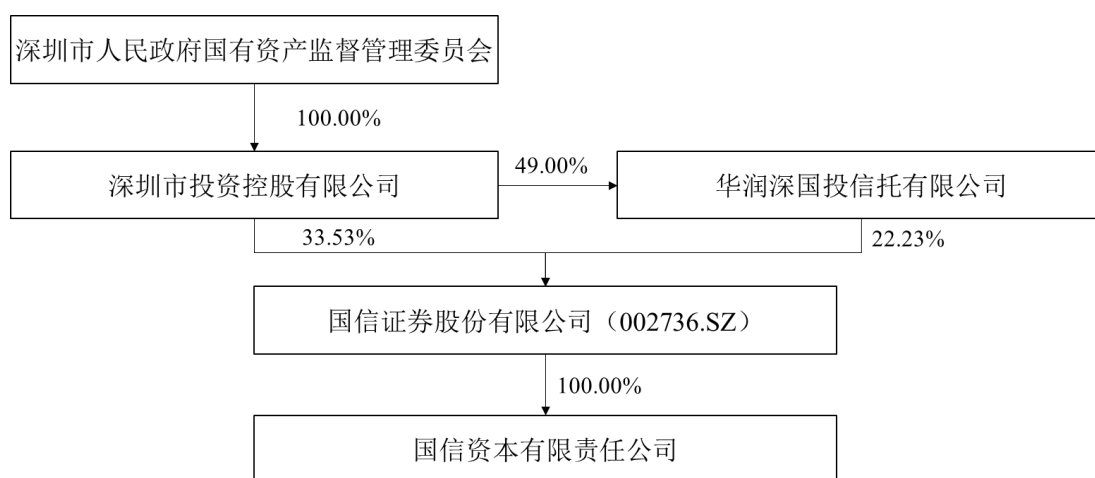 深圳市人民政府国有资产监督管理委员会
100.00%
深圳市投资控股有限公司
49.00%
华润深国投信托有限公司
33.53%
22.23%
国信证券股份有限公司（002736.SZ）
100.00%
国信资本有限责任公司